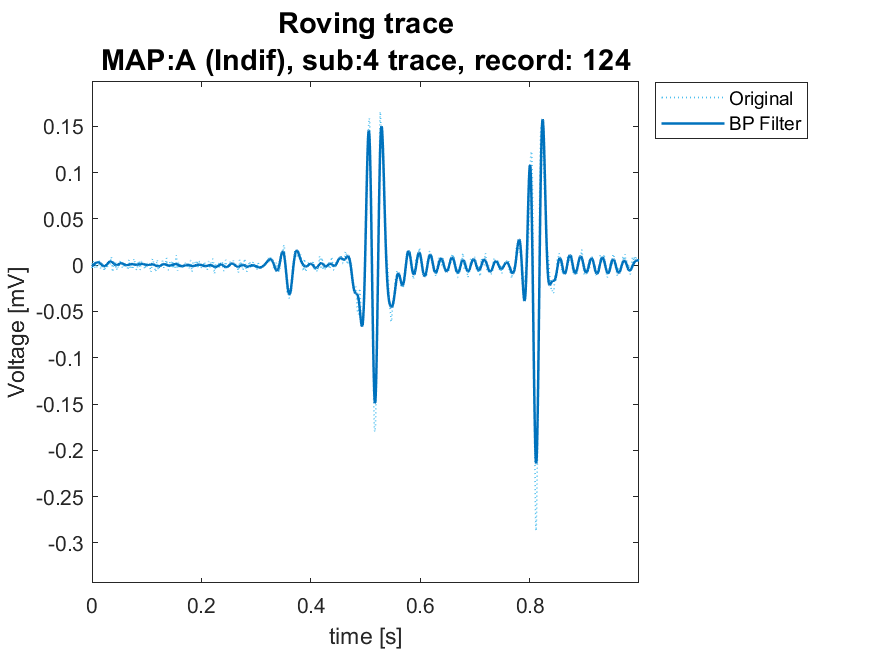 Roving trace
MAP:A (Indif), sub:4 trace, record: 124
Original
BP Filter
0.15
0.1
0.05
0
-0.05
-0.1
-0.15
-0.2
-0.25
-0.3
Voltage [mV]
0
0.2
0.4
0.6
0.8
time [s]